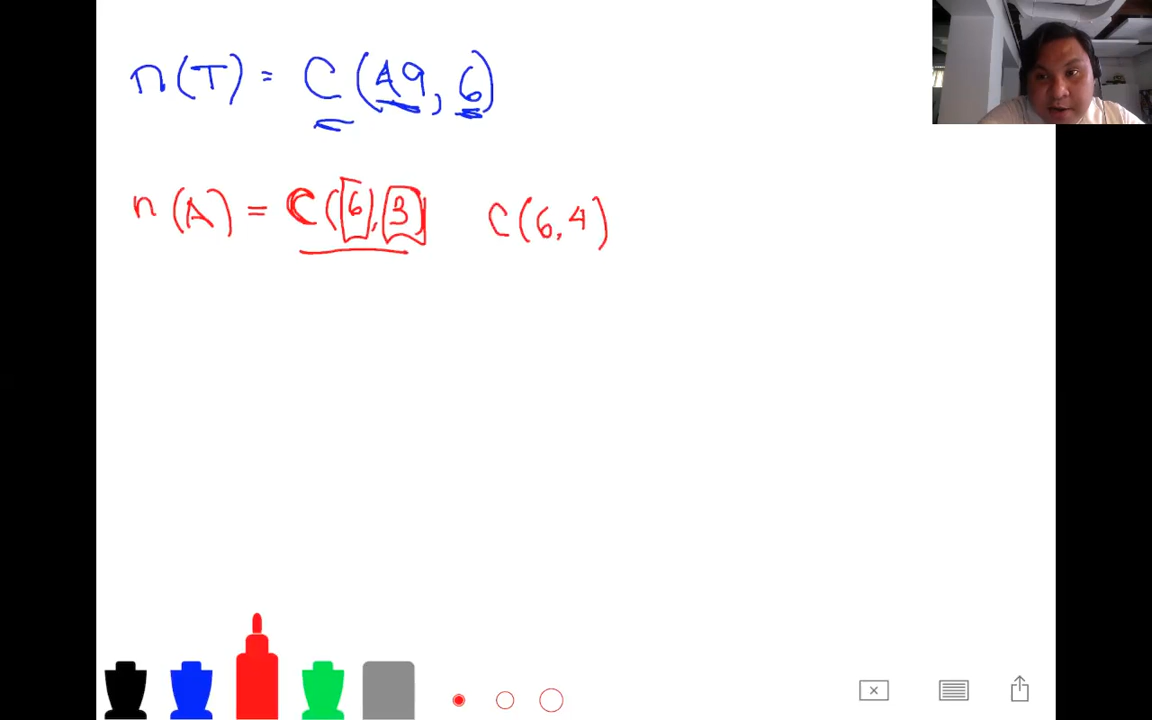 n(T) = C(49, 6)
n(A) = C(6, 3) C(6, 4)